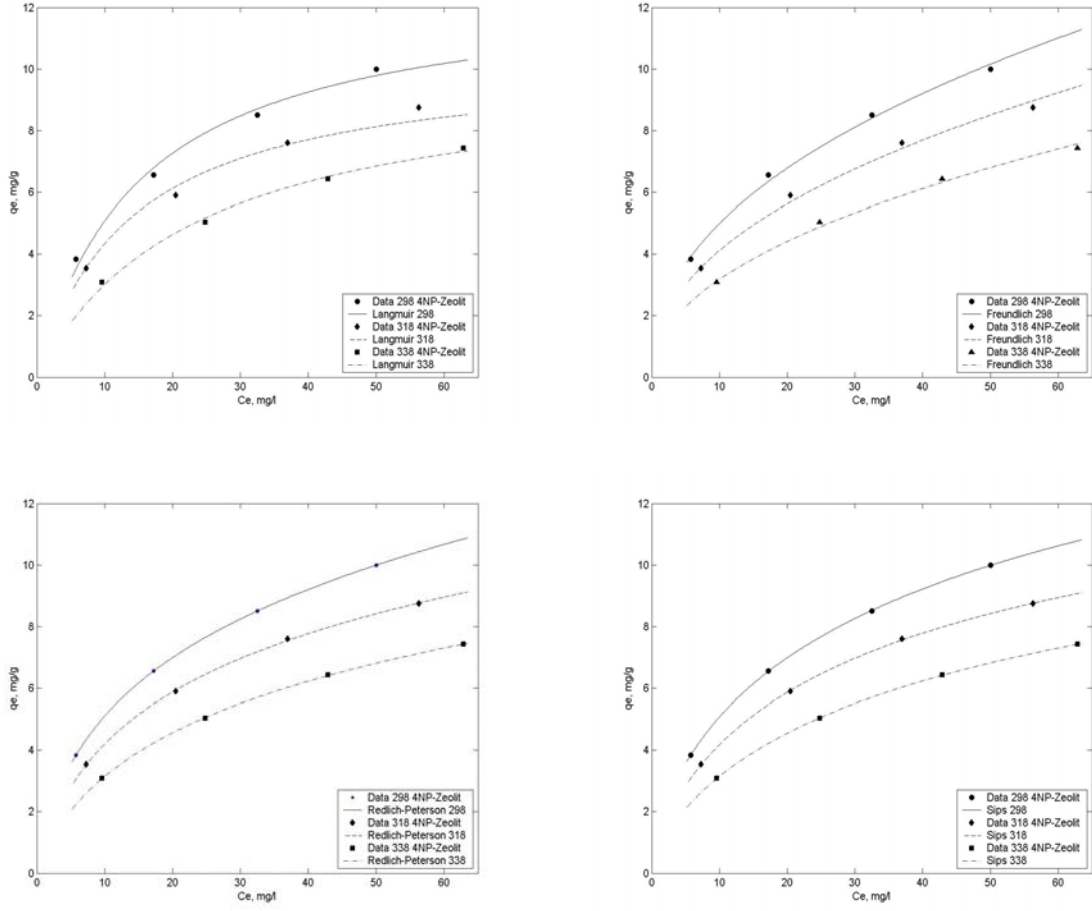 12
10
8
6
4
2
0
qe, mg/g
0 10 20 30 40 50 60
Ce, mg/l
Data 298 4NP-Zeolit
Langmuir 298
Data 318 4NP-Zeolit
Langmuir 318
Data 338 4NP-Zeolit
Langmuir 338
12
10
8
6
4
2
0
qe, mg/g
0 10 20 30 40 50 60
Ce, mg/l
Data 298 4NP-Zeolit
Freundlich 298
Data 318 4NP-Zeolit
Freundlich 318
Data 338 4NP-Zeolit
Freundlich 338
12
10
8
6
4
2
0
qe, mg/g
0 10 20 30 40 50 60
Ce, mg/l
Data 298 4NP-Zeolit
Redlich-Peterson 298
Data 318 4NP-Zeolit
Redlich-Peterson 318
Data 338 4NP-Zeolit
Redlich-Peterson 338
12
10
8
6
4
2
0
qe, mg/g
0 10 20 30 40 50 60
Ce, mg/l
Data 298 4NP-Zeolit
Sips 298
Data 318 4NP-Zeolit
Sips 318
Data 338 4NP-Zeolit
Sips 338